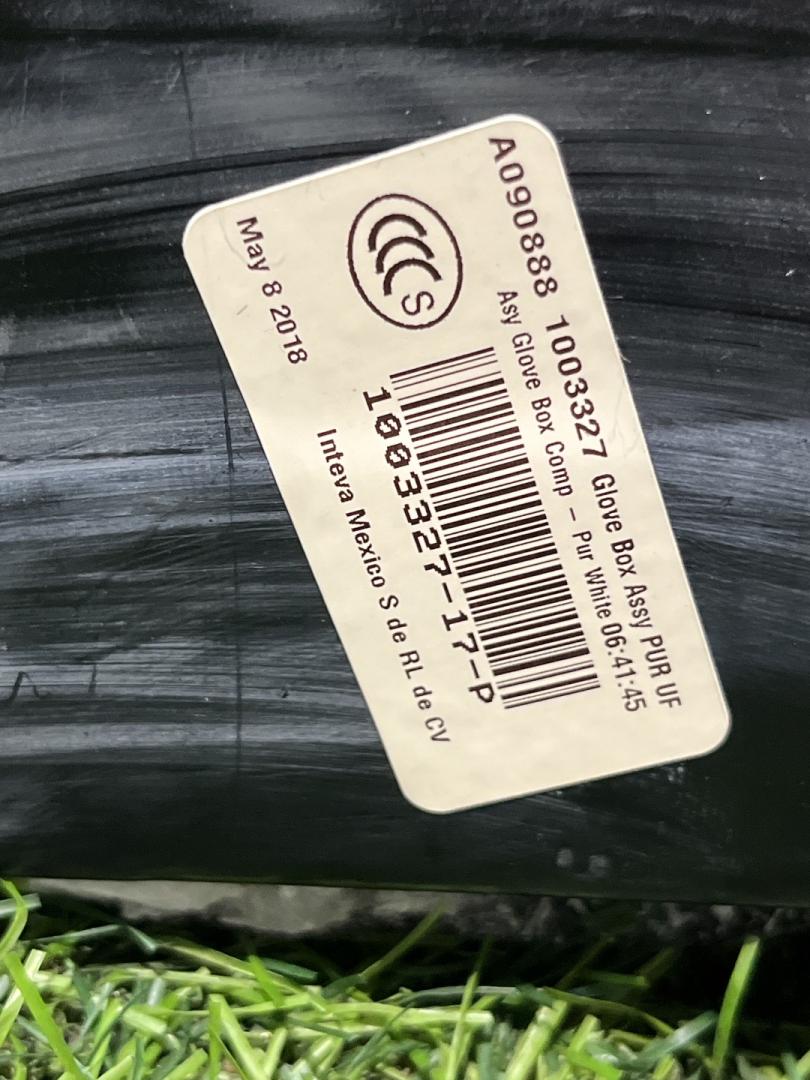 A090888 1003327 Glove Box Assy PUR UF
Asy Glove Box Comp - Pur White 06:41:45
CCC S
1003327-17-P
May 8 2018
Inteva Mexico S de RL de CV